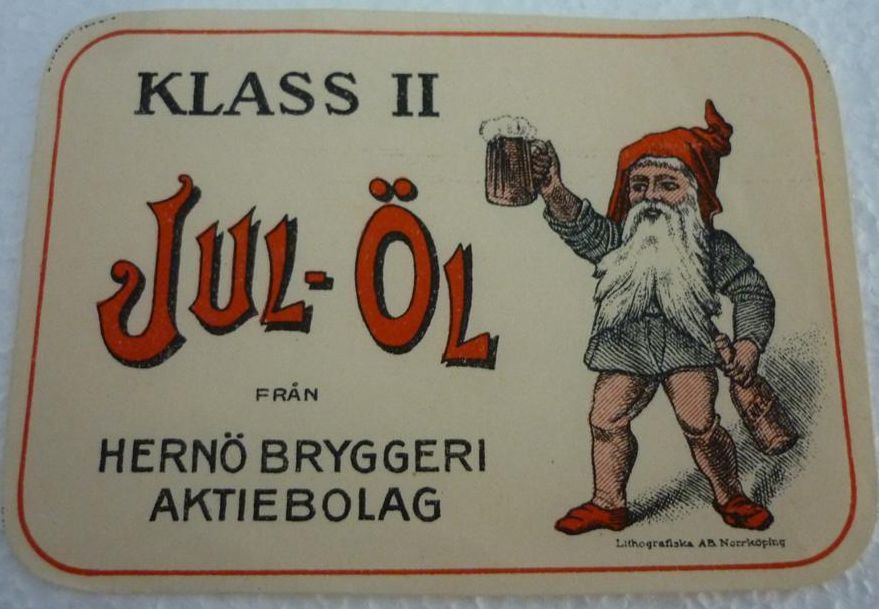 KLASS II
JUL-ÖL
FRÅN
HERNÖ BRYGGERI
AKTIEBOLAG
Lithografiska AB. Norrköping